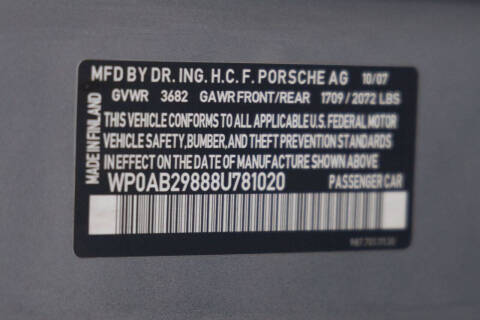 MFD BY DR. ING. H.C. F. PORSCHE AG 10/07
GVWR 3682 GAWR FRONT/REAR 1709 / 2072 LBS
THIS VEHICLE CONFORMS TO ALL APPLICABLE U.S. FEDERAL MOTOR
VEHICLE SAFETY, BUMPER, AND THEFT PREVENTION STANDARDS
IN EFFECT ON THE DATE OF MANUFACTURE SHOWN ABOVE
WP0AB29888U781020 PASSENGER CAR
MADE IN FINLAND